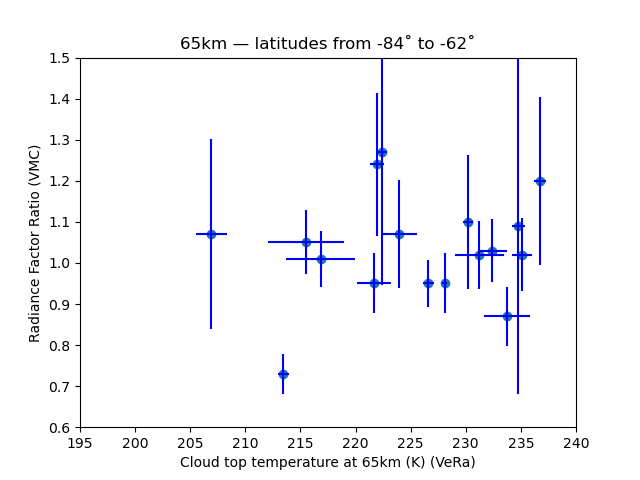 65km — latitudes from -84˚ to -62˚
1.5
1.4
1.3
1.2
1.1
1.0
0.9
0.8
0.7
0.6
Radiance Factor Ratio (VMC)
195 200 205 210 215 220 225 230 235 240
Cloud top temperature at 65km (K) (VeRa)